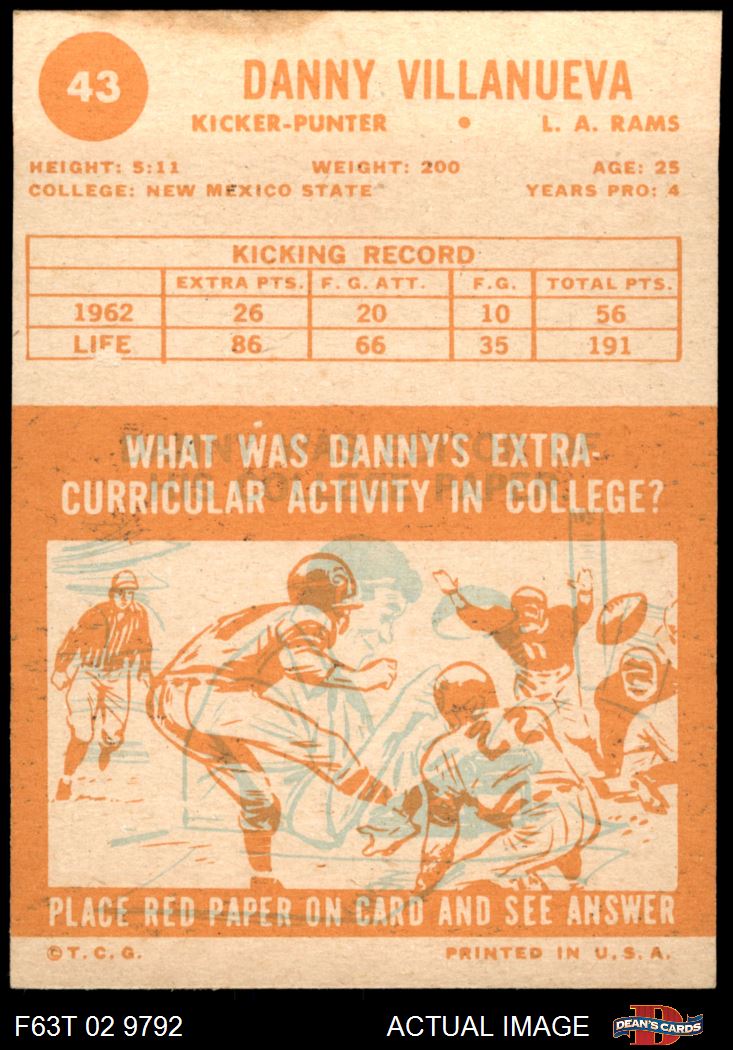 43
DANNY VILLANUEVA
KICKER-PUNTER • L. A. RAMS
HEIGHT: 5:11 WEIGHT: 200 AGE: 25
COLLEGE: NEW MEXICO STATE YEARS PRO: 4
KICKING RECORD
EXTRA PTS. F. G. ATT. F.G. TOTAL PTS.
1962 26 20 10 56
LIFE 86 66 35 191
WHAT WAS DANNY'S EXTRA-
CURRICULAR ACTIVITY IN COLLEGE?
PLACE RED PAPER ON CARD AND SEE ANSWER
©T.C.G. PRINTED IN U.S.A.
F63T 02 9792 ACTUAL IMAGE DEAN'S CARDS